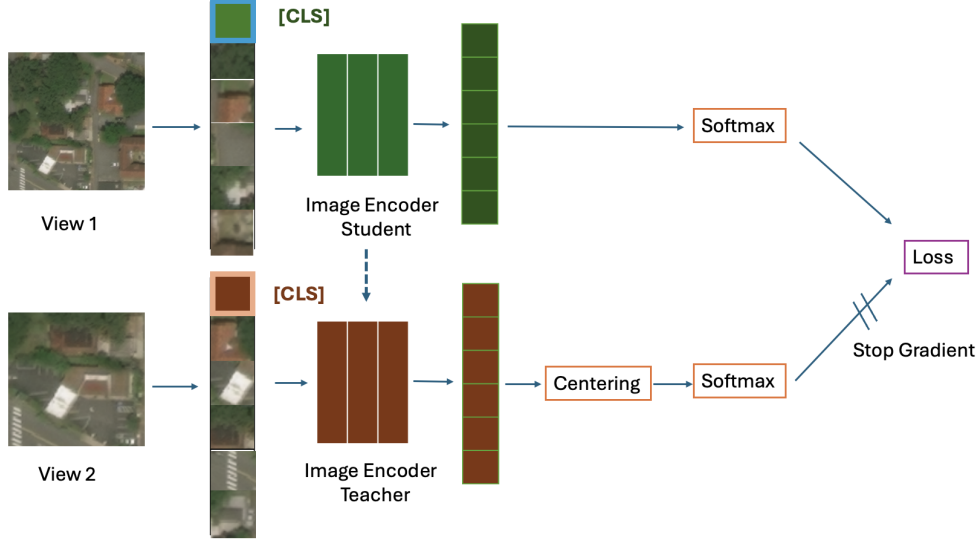 [CLS]
Softmax
View 1
Image Encoder
Student
Loss
[CLS]
Stop Gradient
Centering
Softmax
View 2
Image Encoder
Teacher